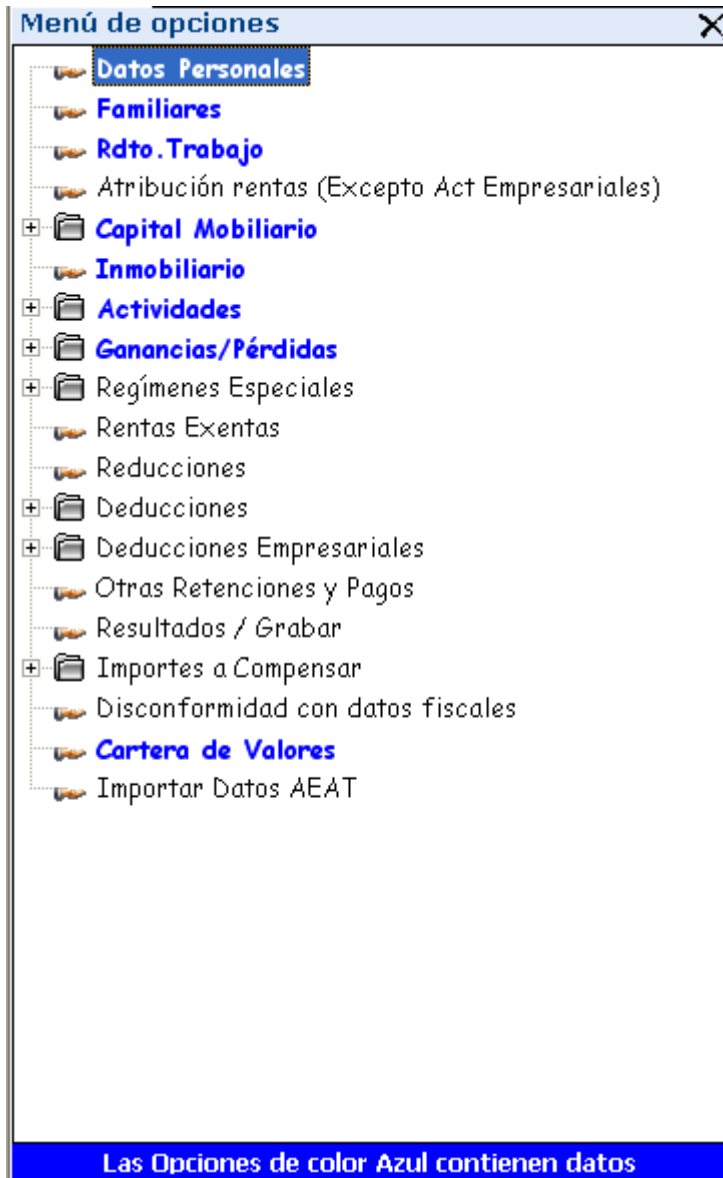 Menú de opciones
Datos Personales
Familiares
Rdto.Trabajo
Atribución rentas (Excepto Act Empresariales)
Capital Mobiliario
Inmobiliario
Actividades
Ganancias/Pérdidas
Regímenes Especiales
Rentas Exentas
Reducciones
Deducciones
Deducciones Empresariales
Otras Retenciones y Pagos
Resultados / Grabar
Importes a Compensar
Disconformidad con datos fiscales
Cartera de Valores
Importar Datos AEAT
Las Opciones de color Azul contienen datos